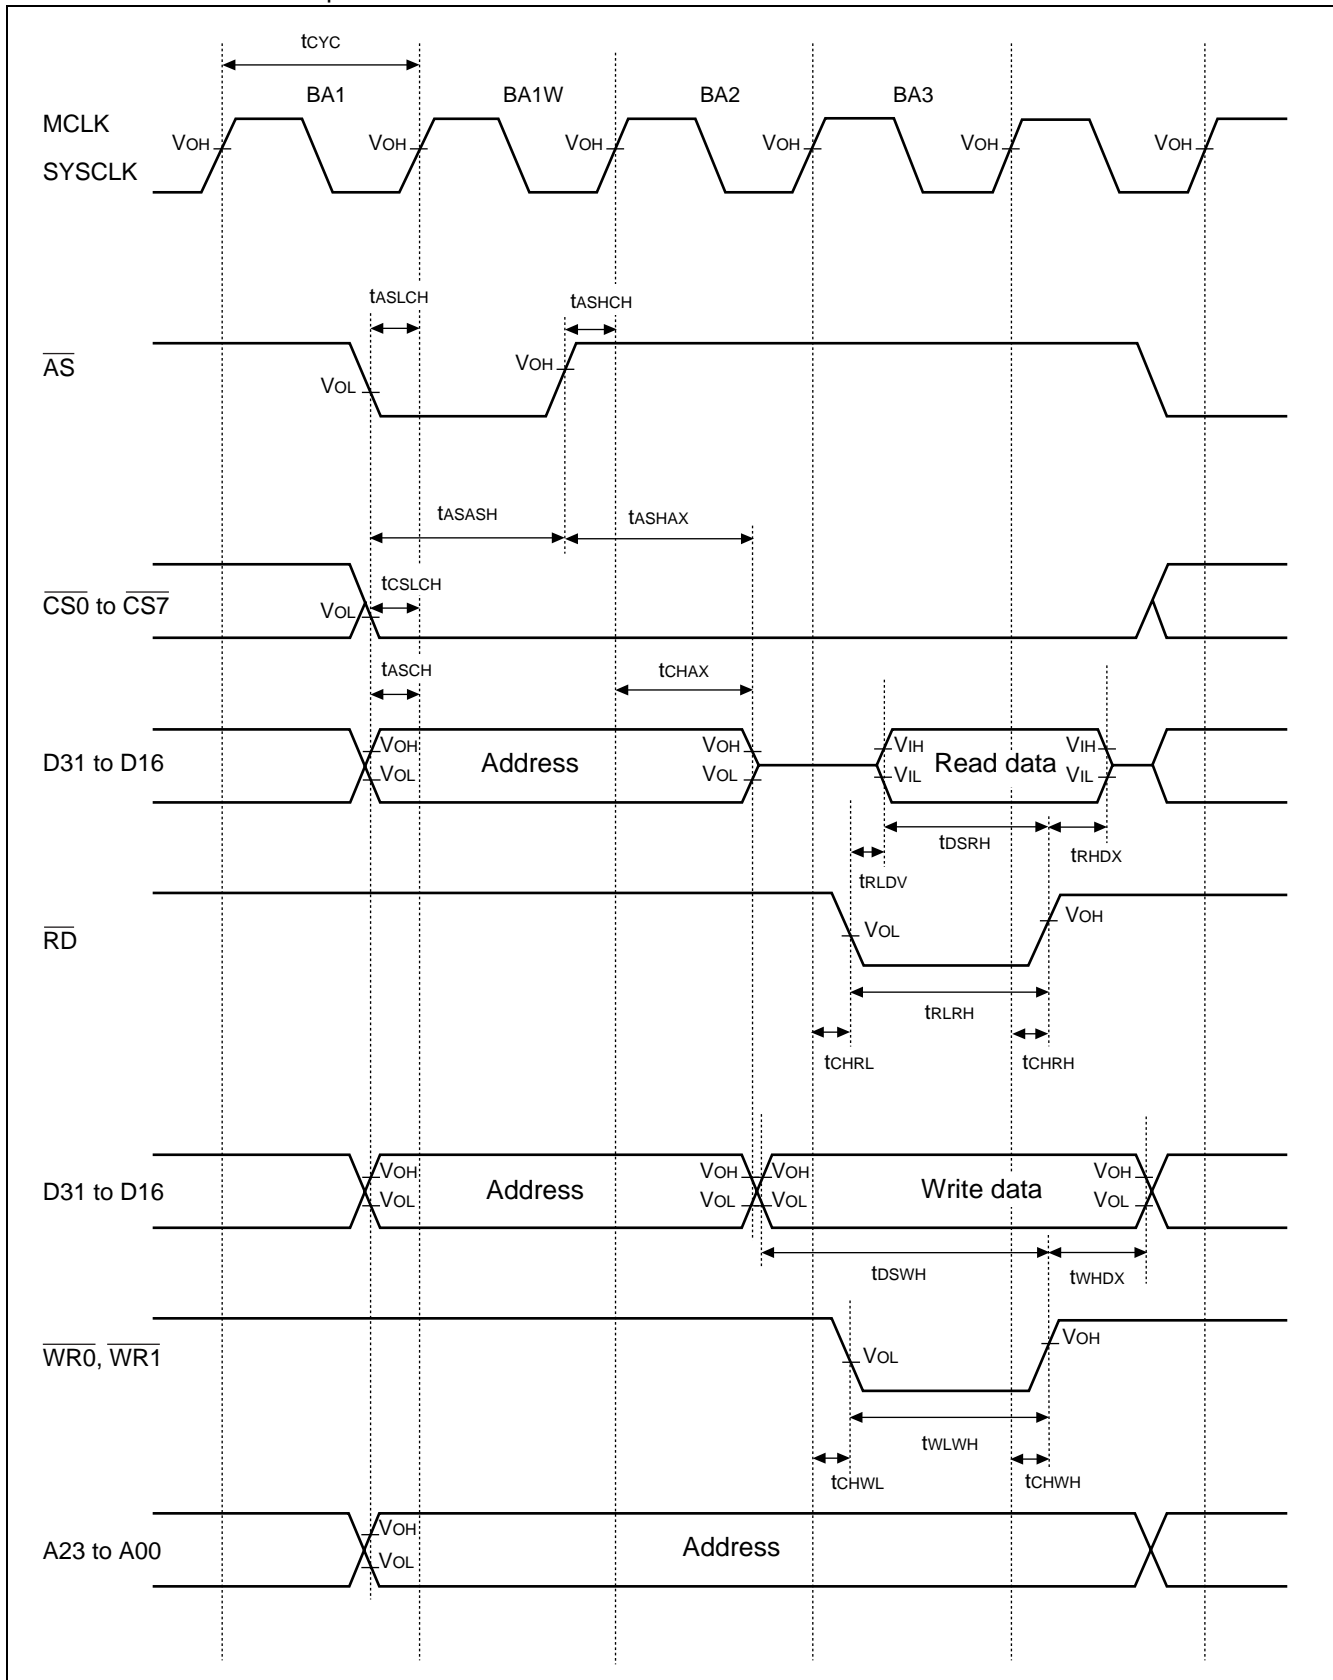 tCYC
BA1 BA1W BA2 BA3
MCLK
VOH VOH VOH VOH VOH VOH
SYSCLK
tASLCH tASHCH
AS
VOL VOH
tASASH tASHAX
tCSLCH
CS0 to CS7
VOL
tASCH tCHAX
D31 to D16
VOH Address VOH VIH Read data VIH
VOL VOL VIL VIL
tDSRH tRHDX
tRLDV
RD
VOL VOH
tRLRH
tCHRL tCHRH
D31 to D16
VOH Address VOH VOH Write data VOH
VOL VOL VOL VOL
tDSWH tWHDX
WR0, WR1
VOL VOH
tWLWH
tCHWL tCHWH
A23 to A00
VOH Address
VOL